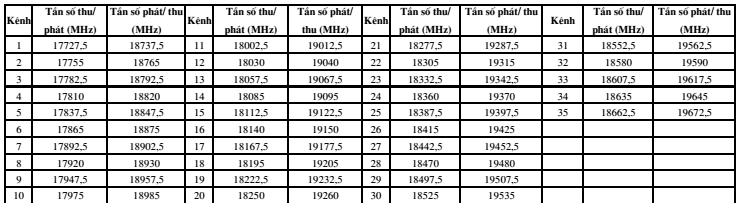 Kênh Tần số thu/ phát (MHz) Tần số phát/ thu (MHz) Kênh Tần số thu/ phát (MHz) Tần số phát/ thu (MHz) Kênh Tần số thu/ phát (MHz) Tần số phát/ thu (MHz) Kênh Tần số thu/ phát (MHz) Tần số phát/ thu (MHz)
1 17727,5 18737,5 11 18002,5 19012,5 21 18277,5 19287,5 31 18552,5 19562,5
2 17755 18765 12 18030 19040 22 18305 19315 32 18580 19590
3 17782,5 18792,5 13 18057,5 19067,5 23 18332,5 19342,5 33 18607,5 19617,5
4 17810 18820 14 18085 19095 24 18360 19370 34 18635 19645
5 17837,5 18847,5 15 18112,5 19122,5 25 18387,5 19397,5 35 18662,5 19672,5
6 17865 18875 16 18140 19150 26 18415 19425
7 17892,5 18902,5 17 18167,5 19177,5 27 18442,5 19452,5
8 17920 18930 18 18195 19205 28 18470 19480
9 17947,5 18957,5 19 18222,5 19232,5 29 18497,5 19507,5
10 17975 18985 20 18250 19260 30 18525 19535